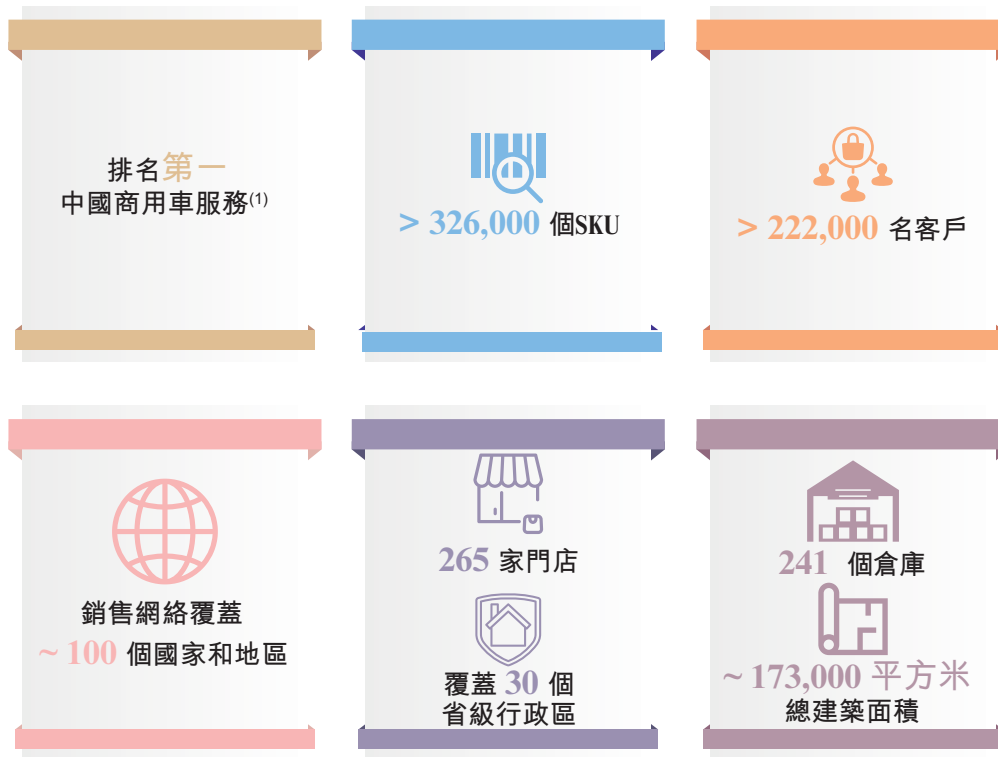 排名第一
中國商用車服務(1)
> 326,000 個SKU
> 222,000 名客戶
銷售網絡覆蓋
~ 100 個國家和地區
265 家門店
覆蓋 30 個
省級行政區
241 個倉庫
~ 173,000 平方米
總建築面積